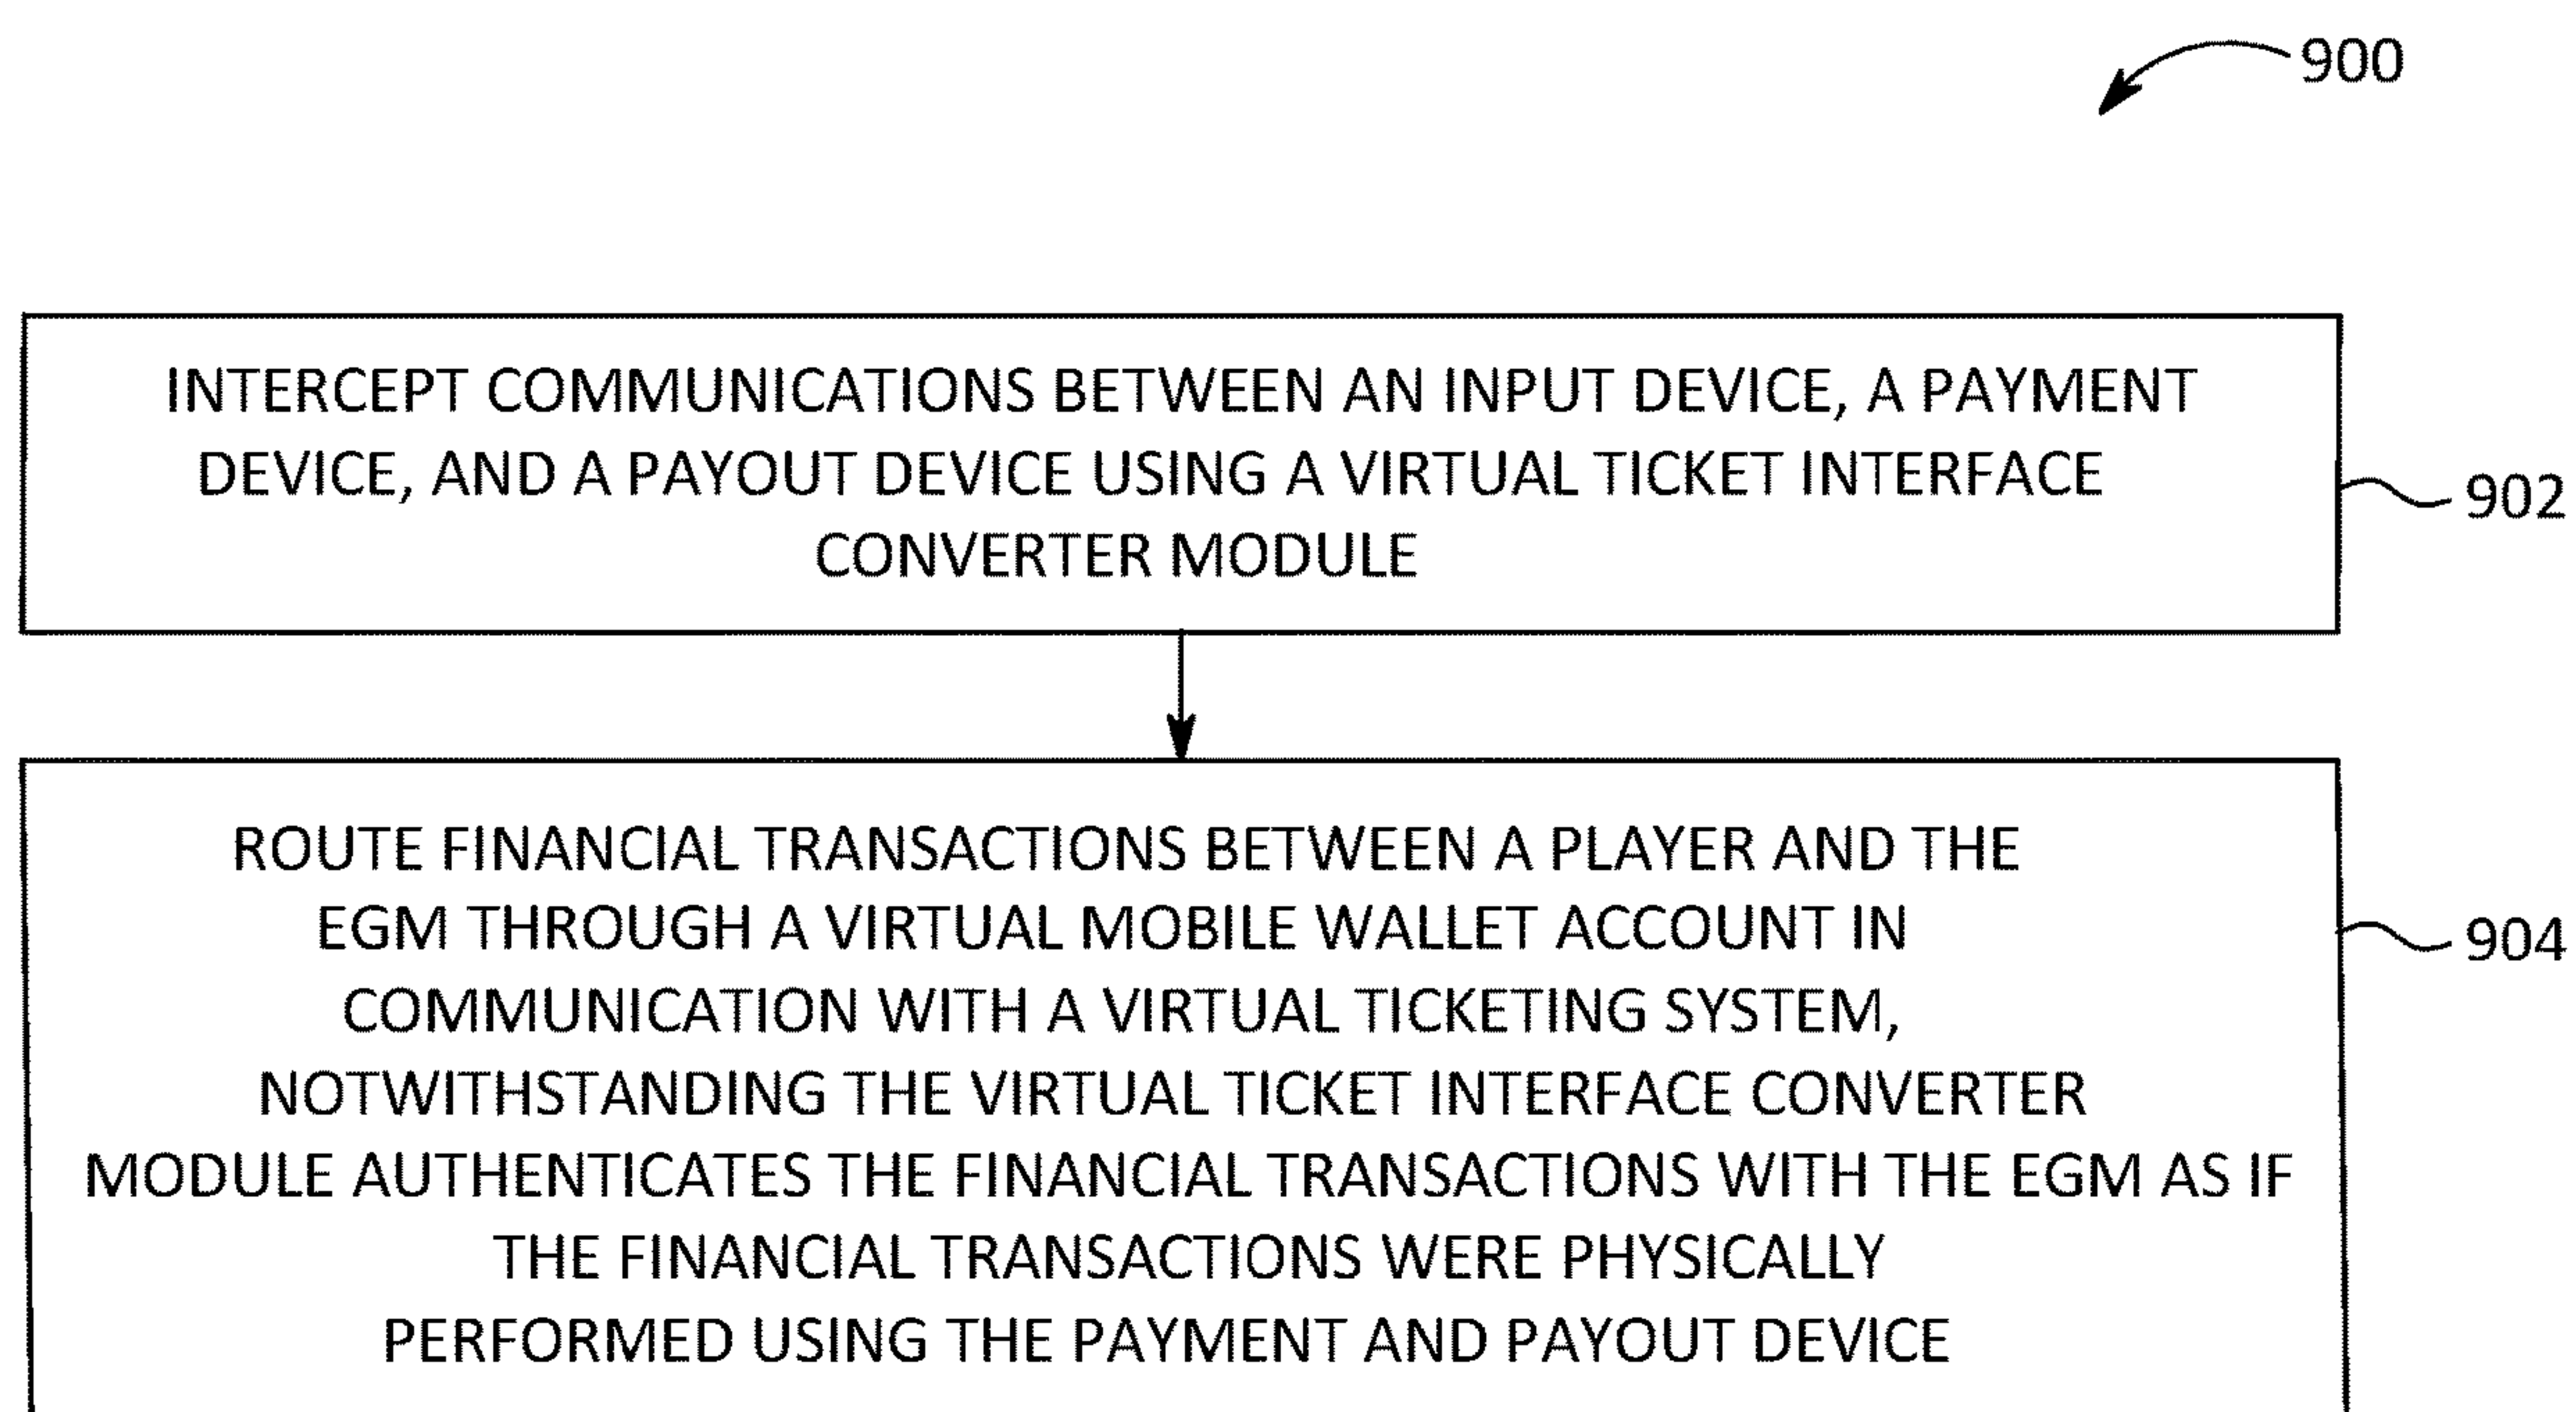 900
INTERCEPT COMMUNICATIONS BETWEEN AN INPUT DEVICE, A PAYMENT
DEVICE, AND A PAYOUT DEVICE USING A VIRTUAL TICKET INTERFACE
CONVERTER MODULE
902
ROUTE FINANCIAL TRANSACTIONS BETWEEN A PLAYER AND THE
EGM THROUGH A VIRTUAL MOBILE WALLET ACCOUNT IN
COMMUNICATION WITH A VIRTUAL TICKETING SYSTEM,
NOTWITHSTANDING THE VIRTUAL TICKET INTERFACE CONVERTER
MODULE AUTHENTICATES THE FINANCIAL TRANSACTIONS WITH THE EGM AS IF
THE FINANCIAL TRANSACTIONS WERE PHYSICALLY
PERFORMED USING THE PAYMENT AND PAYOUT DEVICE
904